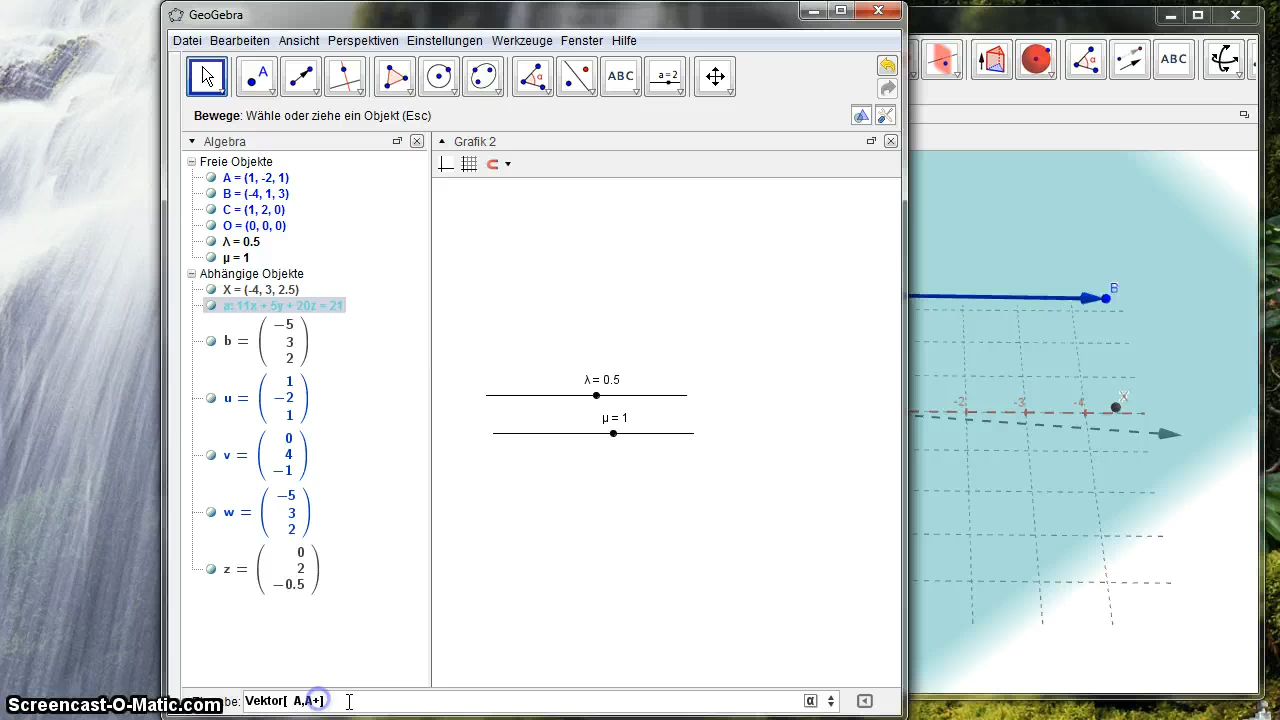 GeoGebra
Datei Bearbeiten Ansicht Perspektiven Einstellungen Werkzeuge Fenster Hilfe
A α ABC a = 2
α ABC
Bewege: Wähle oder ziehe ein Objekt (Esc)
Algebra
Grafik 2
Freie Objekte
A = (1, -2, 1)
B = (-4, 1, 3)
C = (1, 2, 0)
O = (0, 0, 0)
λ = 0.5
μ = 1
Abhängige Objekte
X = (-4, 3, 2.5)
a: 11x + 5y + 20z = 21
b = ( −5 3 2 )
u = ( 1 −2 1 )
v = ( 0 4 −1 )
w = ( −5 3 2 )
z = ( 0 2 −0.5 )
λ = 0.5
μ = 1
B
X
-2 -3 -4
Vektor[ A,A+]
α
Screencast-O-Matic.com